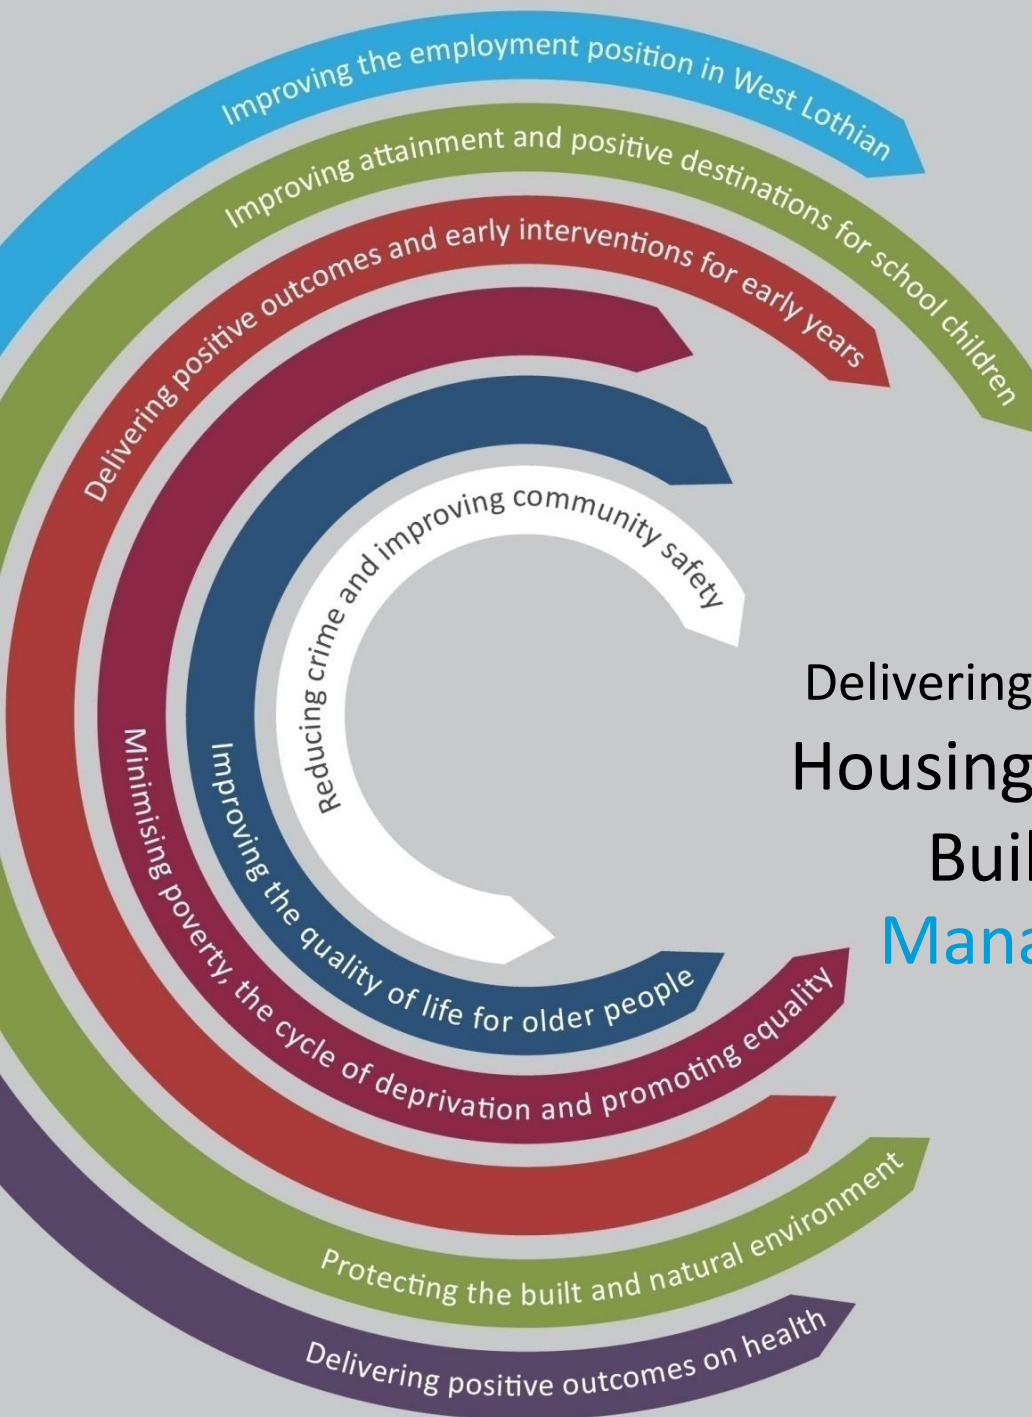 Improving the employment position in West Lothian
Improving attainment and positive destinations for school children
Delivering positive outcomes and early interventions for early years
Reducing crime and improving community safety
Delivering
Housing
Minimising poverty, the cycle of deprivation and promoting equality
Improving the quality of life for older people
Protecting the built and natural environment
Delivering positive outcomes on health